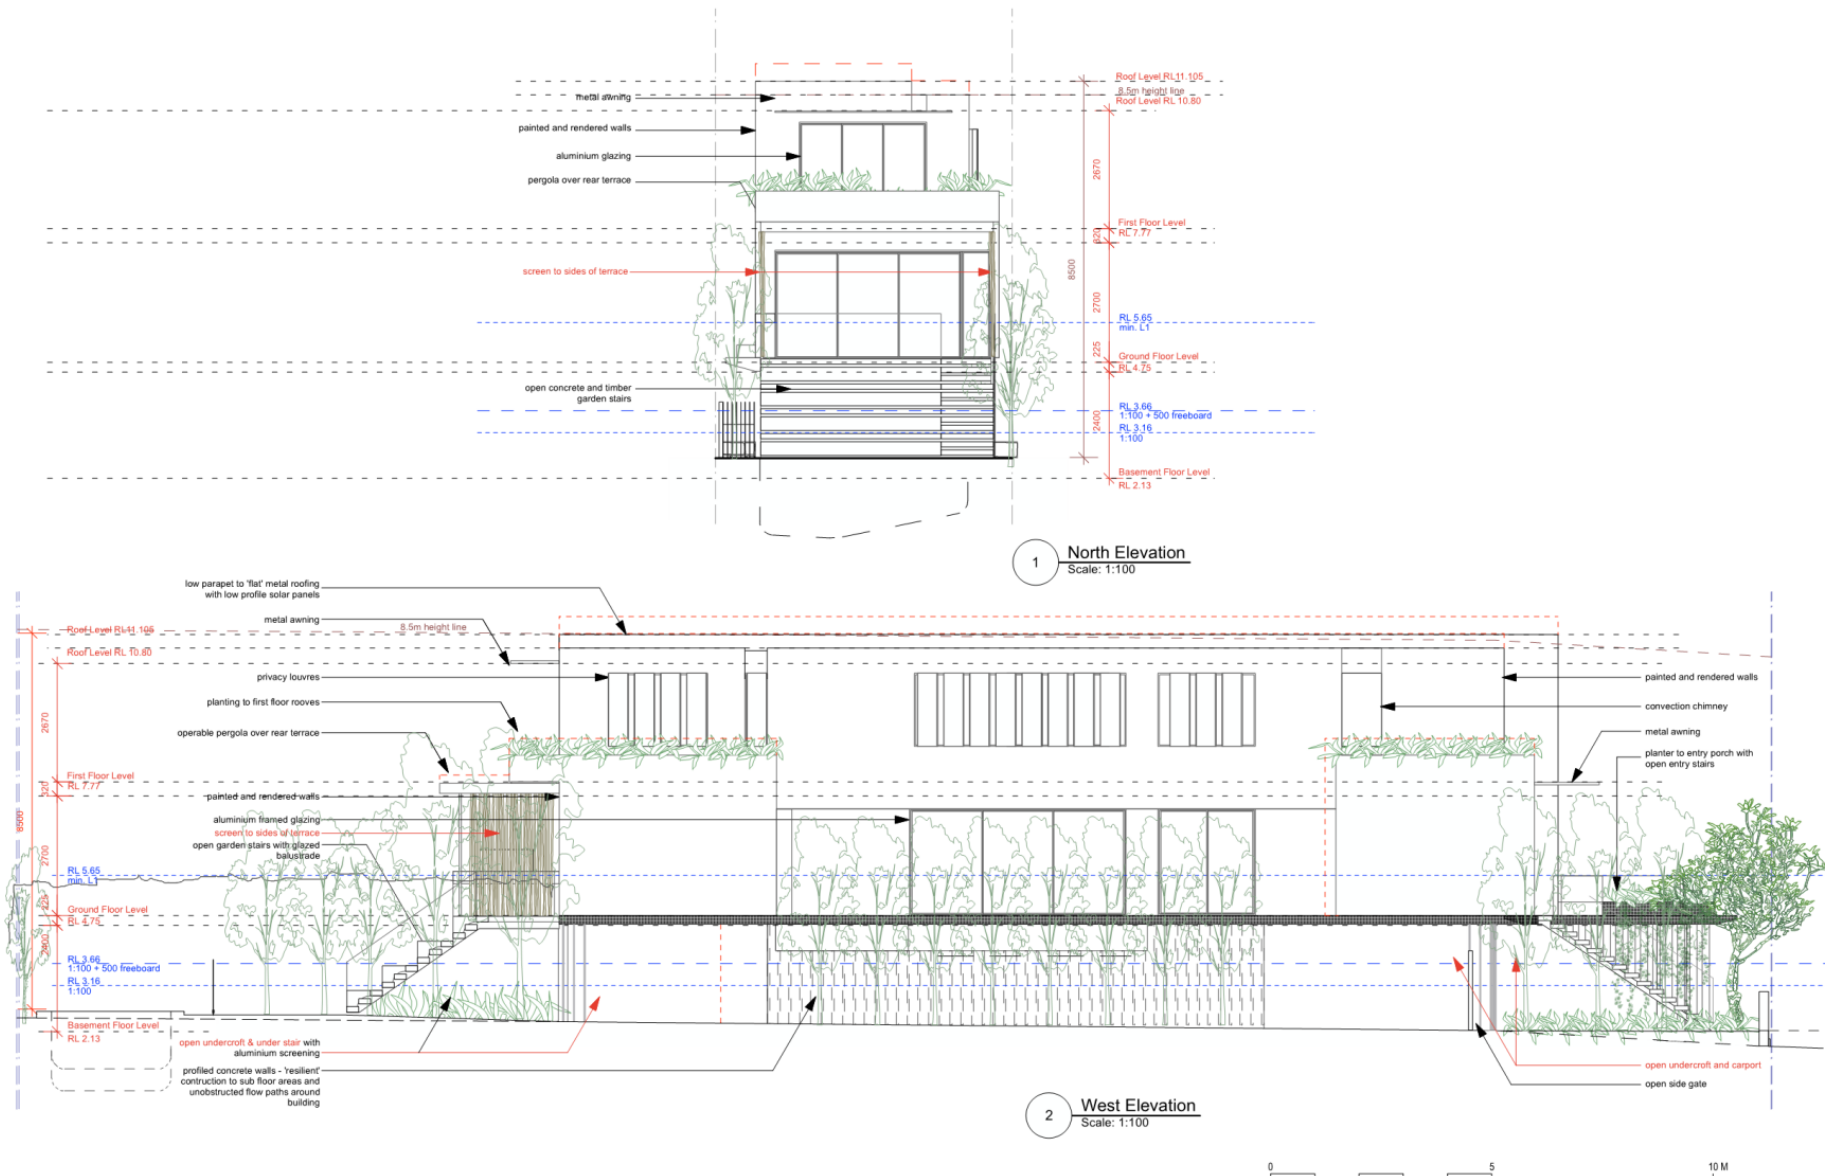 Roof Level RL11.105
8.5m height line
Roof Level RL 10.80
metal awning
painted and rendered walls
aluminium glazing
pergola over rear terrace
2670
First Floor Level
RL 7.77
320
screen to sides of terrace
8500
2700
RL 5.65
min. L1
225
Ground Floor Level
RL 4.75
open concrete and timber
garden stairs
RL 3.66
1:100 + 500 freeboard
2400
RL 3.16
1:100
Basement Floor Level
RL 2.13
1
North Elevation
Scale: 1:100
low parapet to 'flat' metal roofing
with low profile solar panels
metal awning
8.5m height line
Roof Level RL11.105
Roof Level RL 10.80
privacy louvres
planting to first floor rooves
operable pergola over rear terrace
2670
First Floor Level
RL 7.77
320
painted and rendered walls
aluminium framed glazing
screen to sides of terrace
open garden stairs with glazed
balustrade
8500
2700
RL 5.65
min. L1
225
Ground Floor Level
RL 4.75
2400
RL 3.66
1:100 + 500 freeboard
RL 3.16
1:100
Basement Floor Level
RL 2.13
open undercroft & under stair with
aluminium screening
profiled concrete walls - 'resilient'
contruction to sub floor areas and
unobstructed flow paths around
building
painted and rendered walls
convection chimney
metal awning
planter to entry porch with
open entry stairs
open undercroft and carport
open side gate
2
West Elevation
Scale: 1:100
0 5 10 M